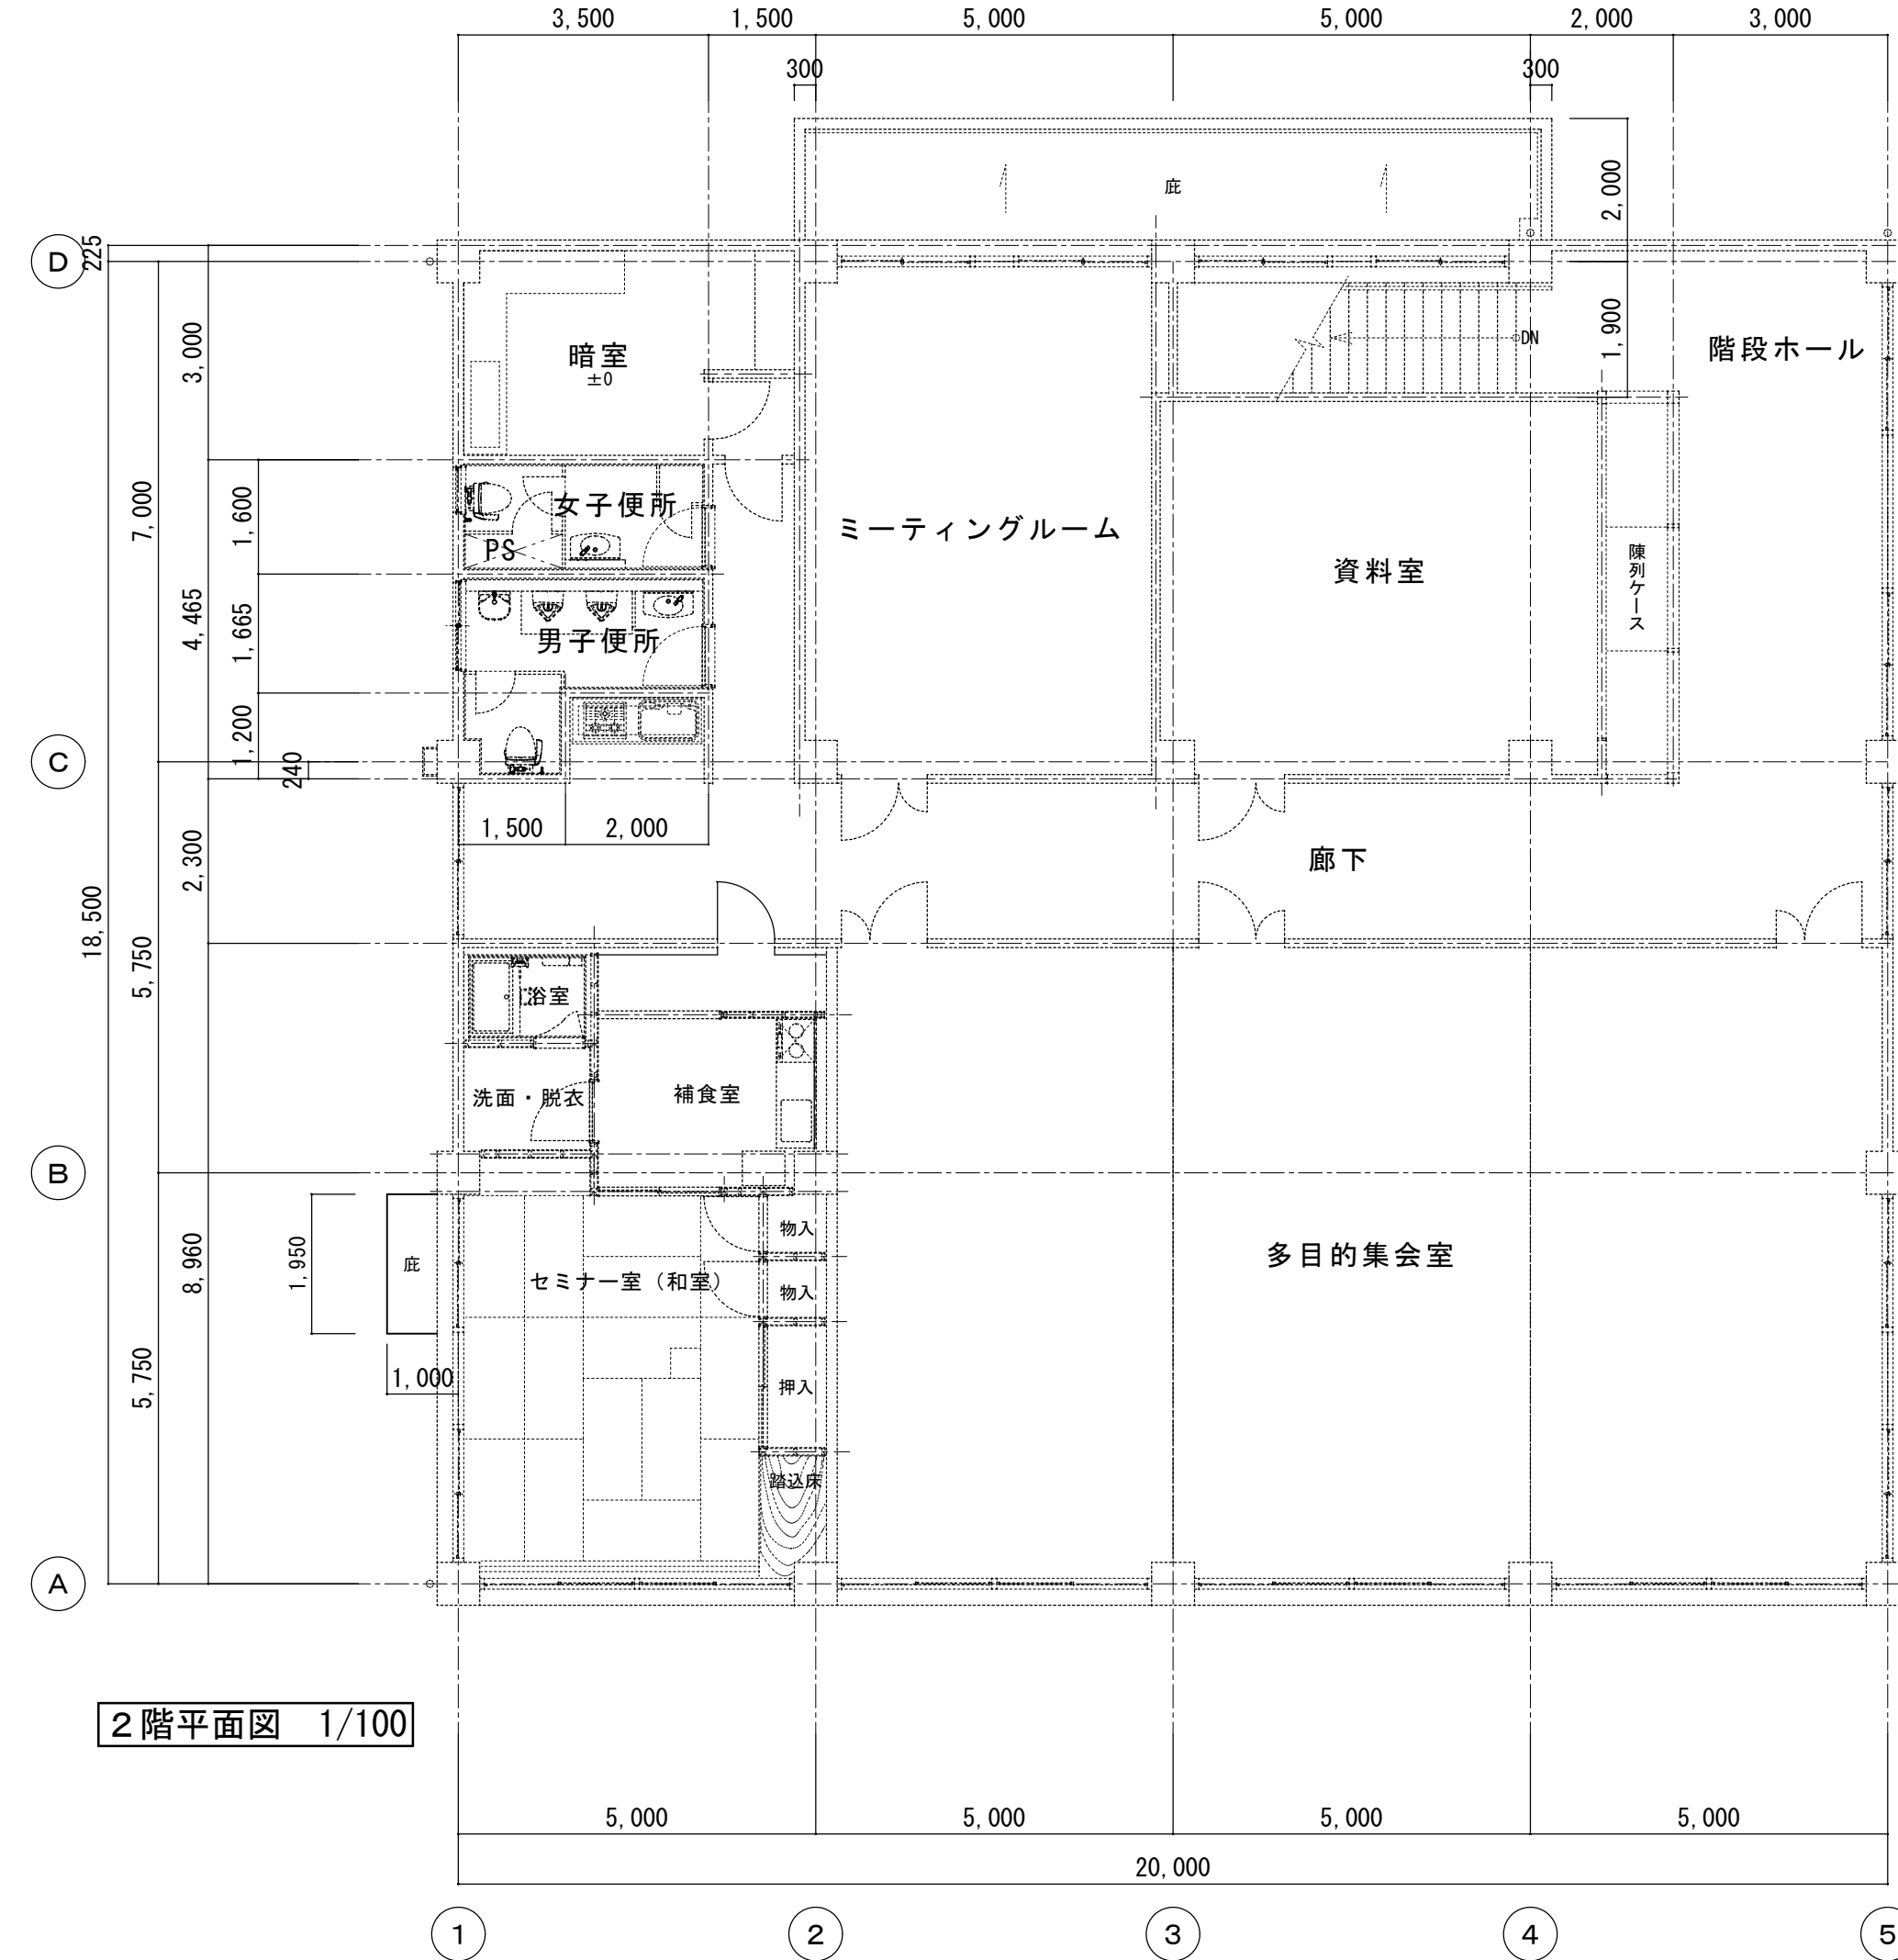 3,500
1,500
5,000
5,000
2,000
3,000
300
300
庇
2,000
D
225
暗室
±0
3,000
DN
1,900
階段ホール
7,000
1,600
女子便所
PS
ミーティングルーム
資料室
陳列ケース
4,465
1,665
男子便所
1,200
C
240
1,500
2,000
2,300
廊下
18,500
5,750
浴室
洗面・脱衣
補食室
B
1,950
庇
8,960
物入
セミナー室（和室）
物入
多目的集会室
5,750
1,000
押入
踏込床
A
2階平面図 1/100
5,000
5,000
5,000
5,000
20,000
1
2
3
4
5